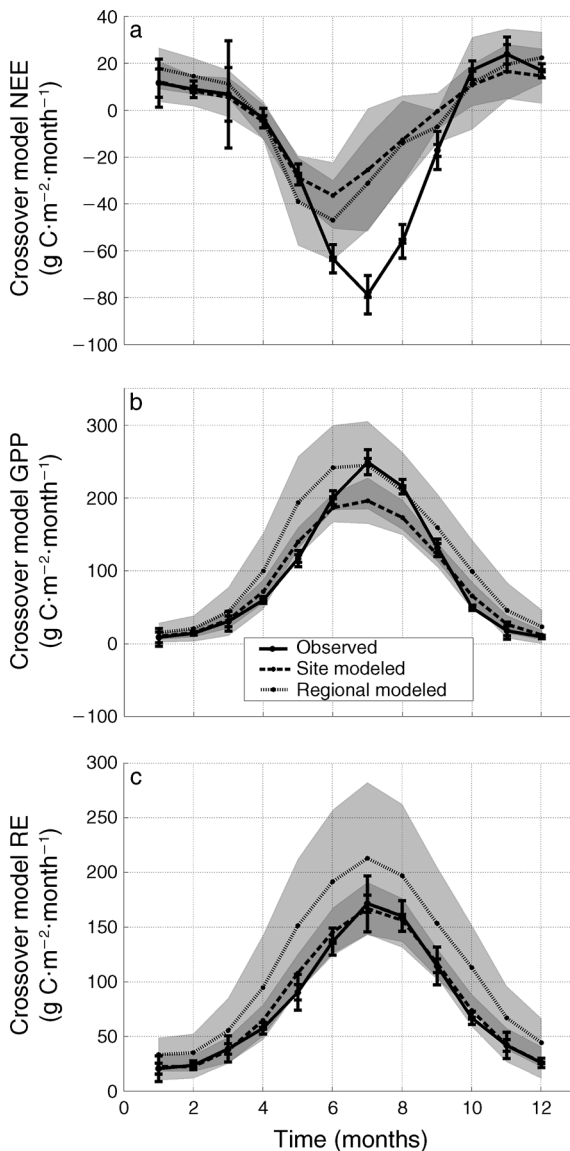 a
Crossover model NEE
(g C·m⁻²·month⁻¹)
40
20
0
−20
−40
−60
−80
−100
b
Crossover model GPP
(g C·m⁻²·month⁻¹)
300
200
100
0
−100
Observed
Site modeled
Regional modeled
c
Crossover model RE
(g C·m⁻²·month⁻¹)
300
250
200
150
100
50
0
0 2 4 6 8 10 12
Time (months)